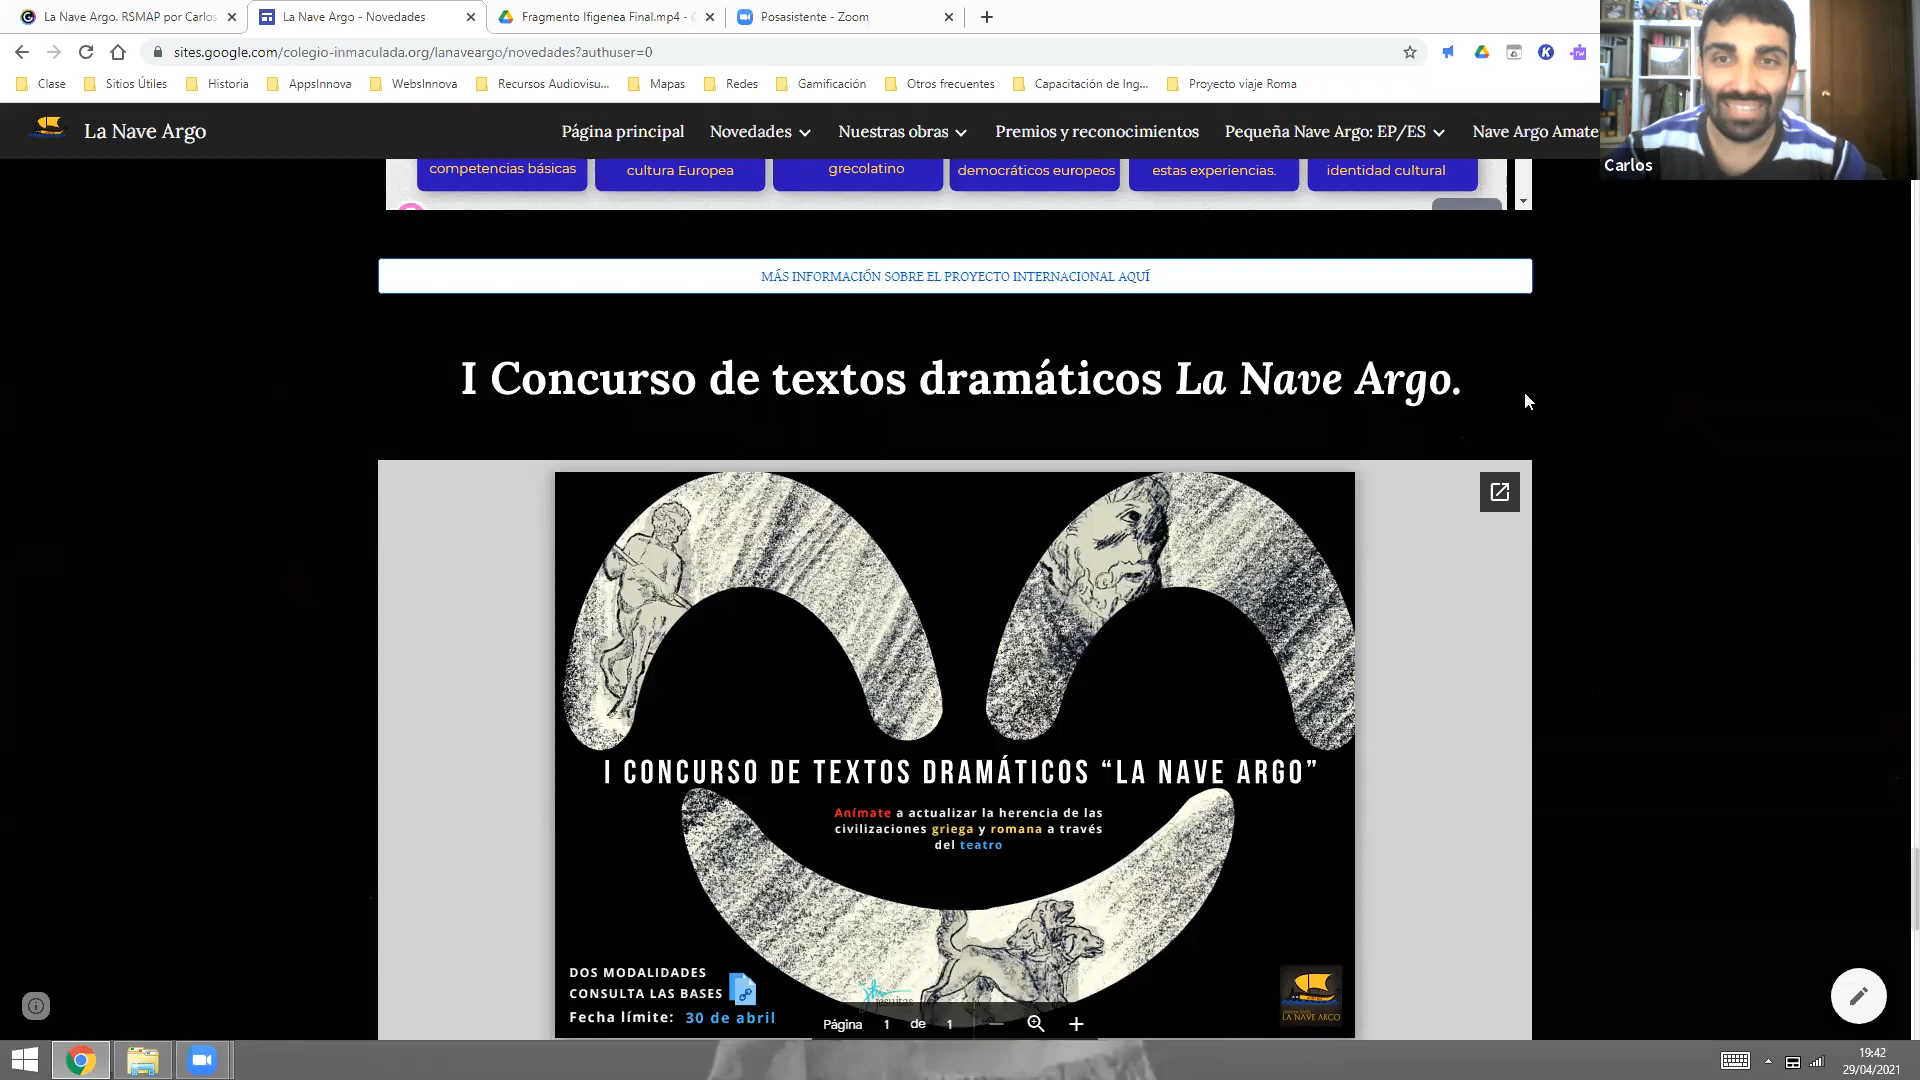 La Nave Argo. RSMAP por Carlos
La Nave Argo - Novedades
Fragmento Ifigenea Final.mp4 -
Posasistente - Zoom
sites.google.com/colegio-inmaculada.org/lanaveargo/novedades?authuser=0
Clase
Sitios Útiles
Historia
AppsInnova
WebsInnova
Recursos Audiovisu...
Mapas
Redes
Gamificación
Otros frecuentes
Capacitación de Ing...
Proyecto viaje Roma
La Nave Argo
Página principal
Novedades
Nuestras obras
Premios y reconocimientos
Pequeña Nave Argo: EP/ES
Nave Argo Amate
Carlos
competencias básicas
cultura Europea
grecolatino
democráticos europeos
estas experiencias.
identidad cultural
MÁS INFORMACIÓN SOBRE EL PROYECTO INTERNACIONAL AQUÍ
I Concurso de textos dramáticos La Nave Argo.
I CONCURSO DE TEXTOS DRAMÁTICOS “LA NAVE ARGO”
Anímate a actualizar la herencia de las
civilizaciones griega y romana a través
del teatro
DOS MODALIDADES
CONSULTA LAS BASES
Fecha límite: 30 de abril
jesuitas
LA NAVE ARGO
Página 1 de 1
19:42
29/04/2021